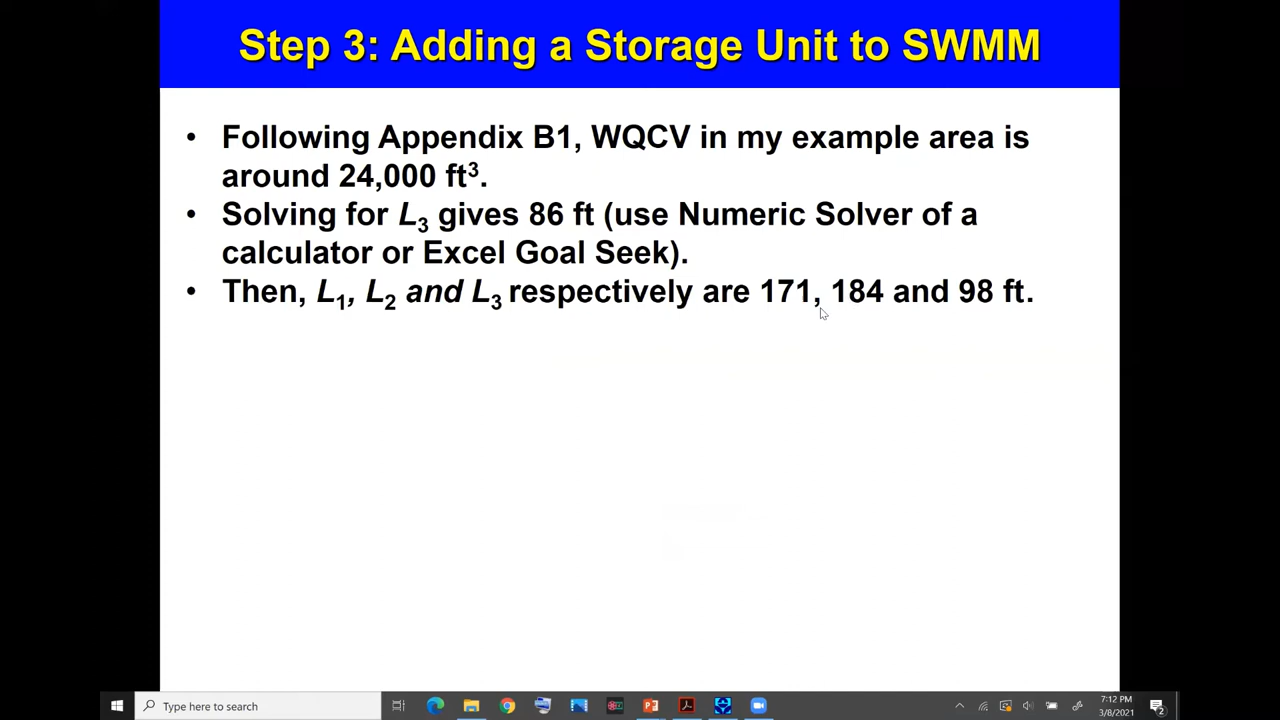 Step 3: Adding a Storage Unit to SWMM
• Following Appendix B1, WQCV in my example area is
around 24,000 ft³.
• Solving for L₃ gives 86 ft (use Numeric Solver of a
calculator or Excel Goal Seek).
• Then, L₁, L₂ and L₃ respectively are 171, 184 and 98 ft.
Type here to search
7:12 PM
3/8/2021
2